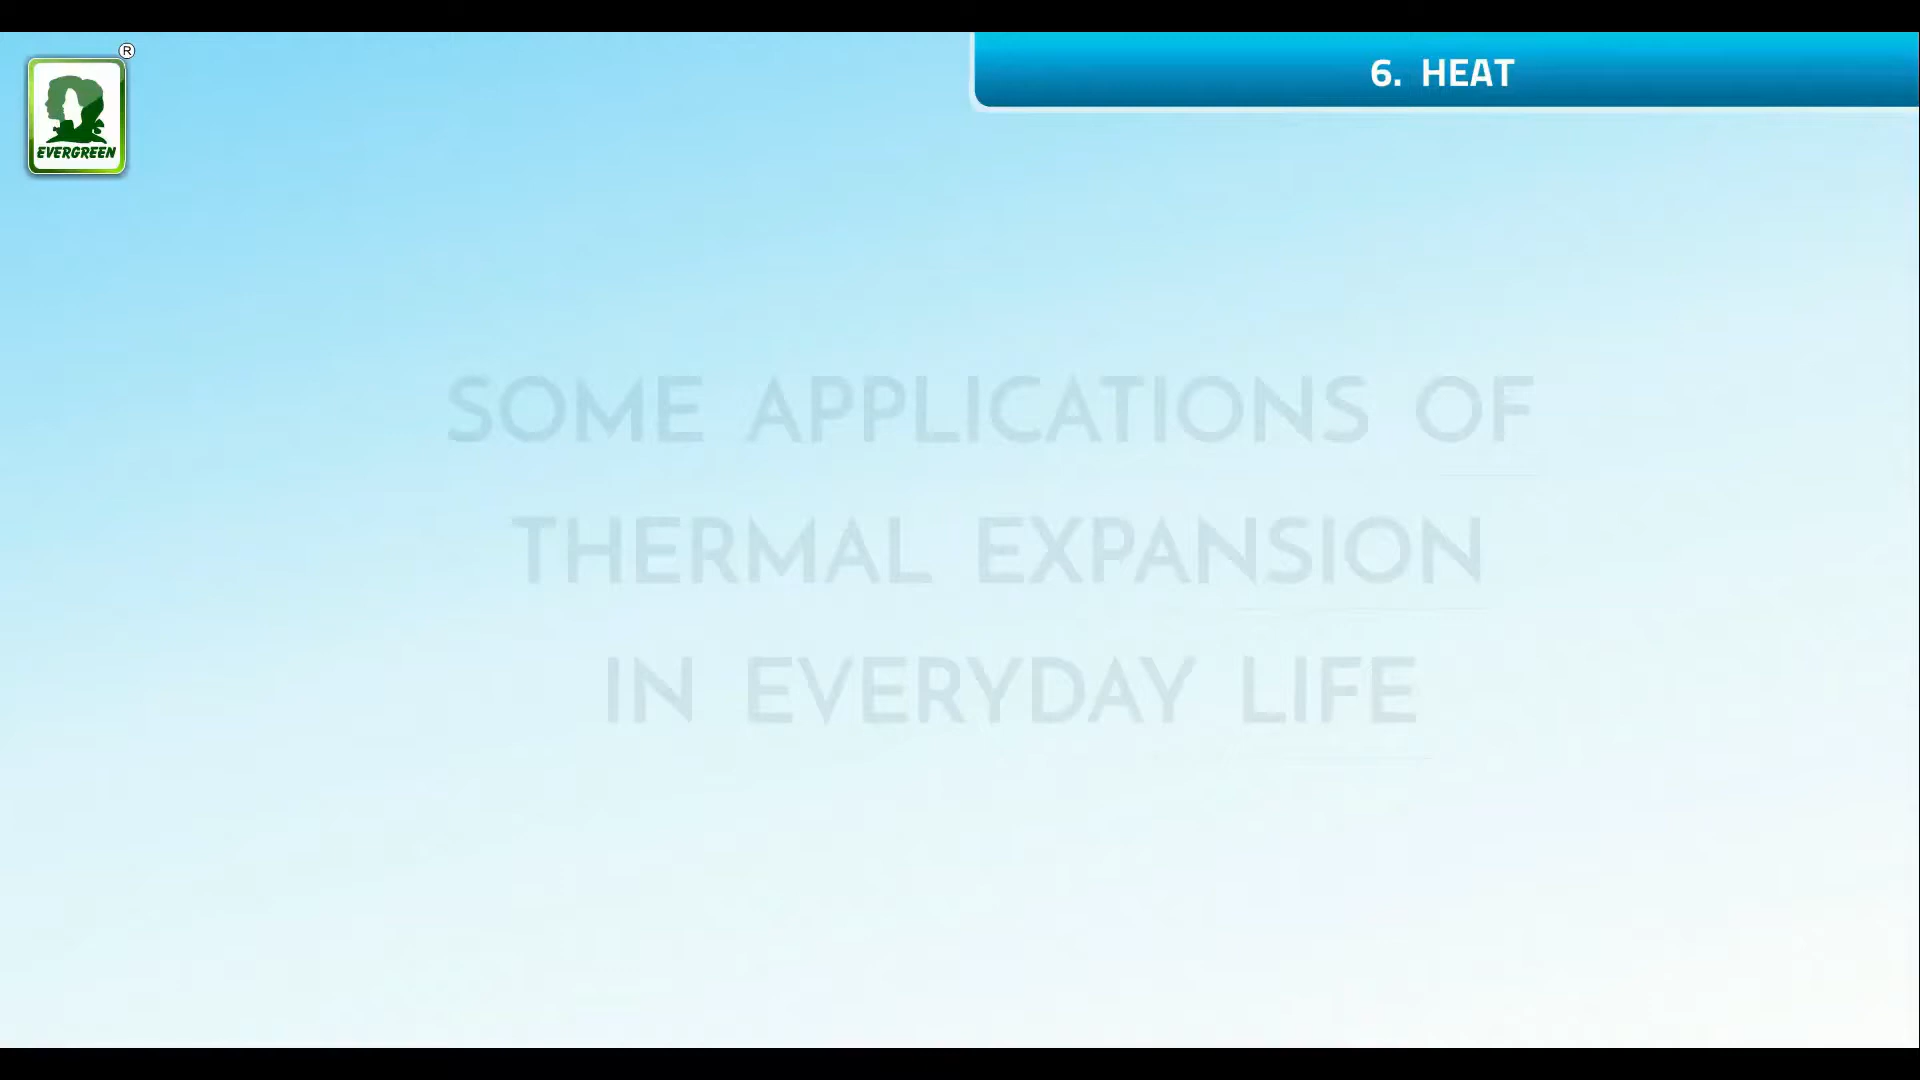 ®
EVERGREEN
6. HEAT
SOME APPLICATIONS OF
THERMAL EXPANSION
IN EVERYDAY LIFE